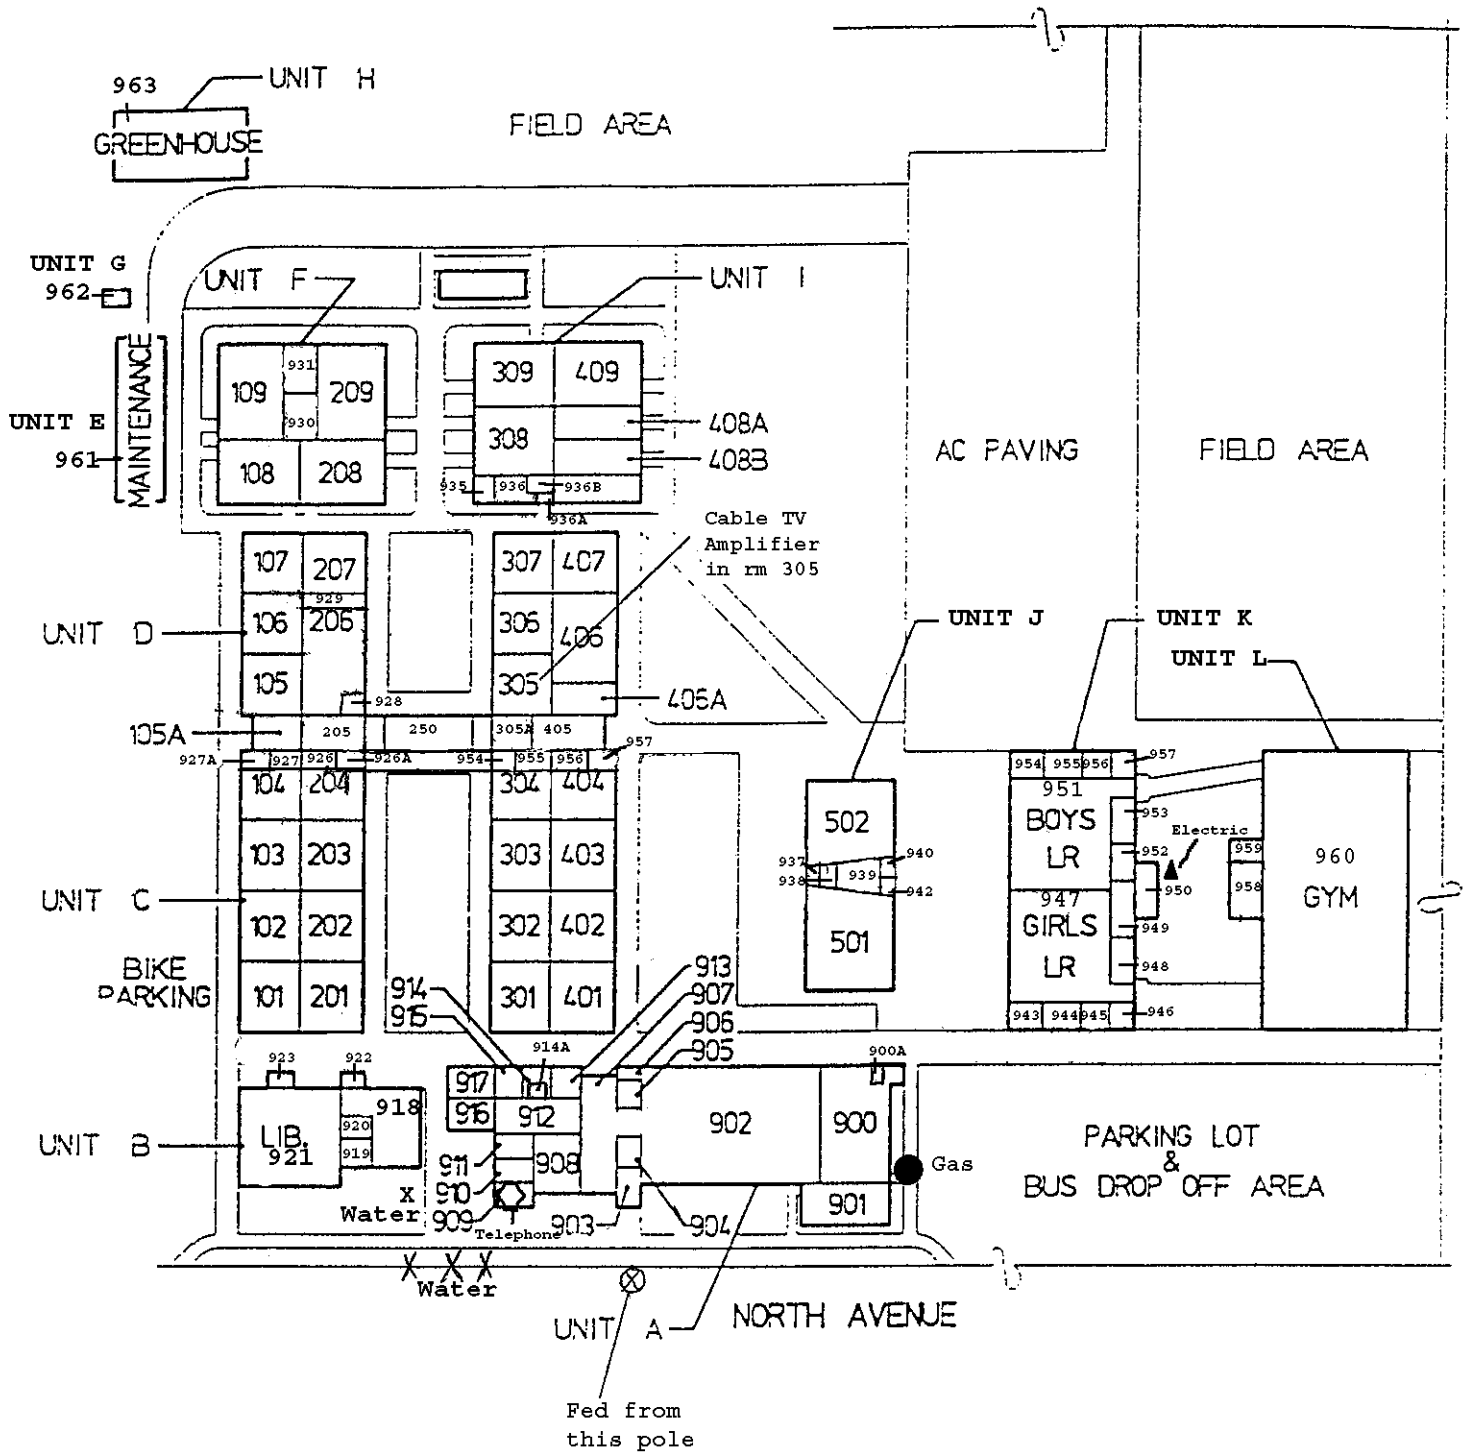 963
UNIT H
GREENHOUSE
FIELD AREA
UNIT G
962
UNIT F
UNIT I
MAINTENANCE
UNIT E
961
109
931
209
930
108
208
309
409
308
408A
408B
935
936
936B
936A
AC PAVING
FIELD AREA
Cable TV
Amplifier
in rm 305
107
207
929
106
206
105
928
UNIT D
307
407
306
406
305
406A
UNIT J
UNIT K
UNIT L
105A
205
250
305A
405
927A
927
926
926A
954
955
956
957
104
204
304
404
103
203
303
403
UNIT C
102
202
302
402
101
201
301
401
BIKE
PARKING
502
937
938
939
940
942
501
954
955
956
957
951
BOYS
LR
953
952
Electric
950
947
GIRLS
LR
949
948
943
944
945
946
959
958
960
GYM
914
915
913
907
906
905
914A
900A
923
922
918
920
919
LIB.
921
UNIT B
917
916
912
911
910
909
908
902
900
901
903
904
X
Water
Telephone
Gas
PARKING LOT
&
BUS DROP OFF AREA
X X X
Water
UNIT A
NORTH AVENUE
Fed from
this pole